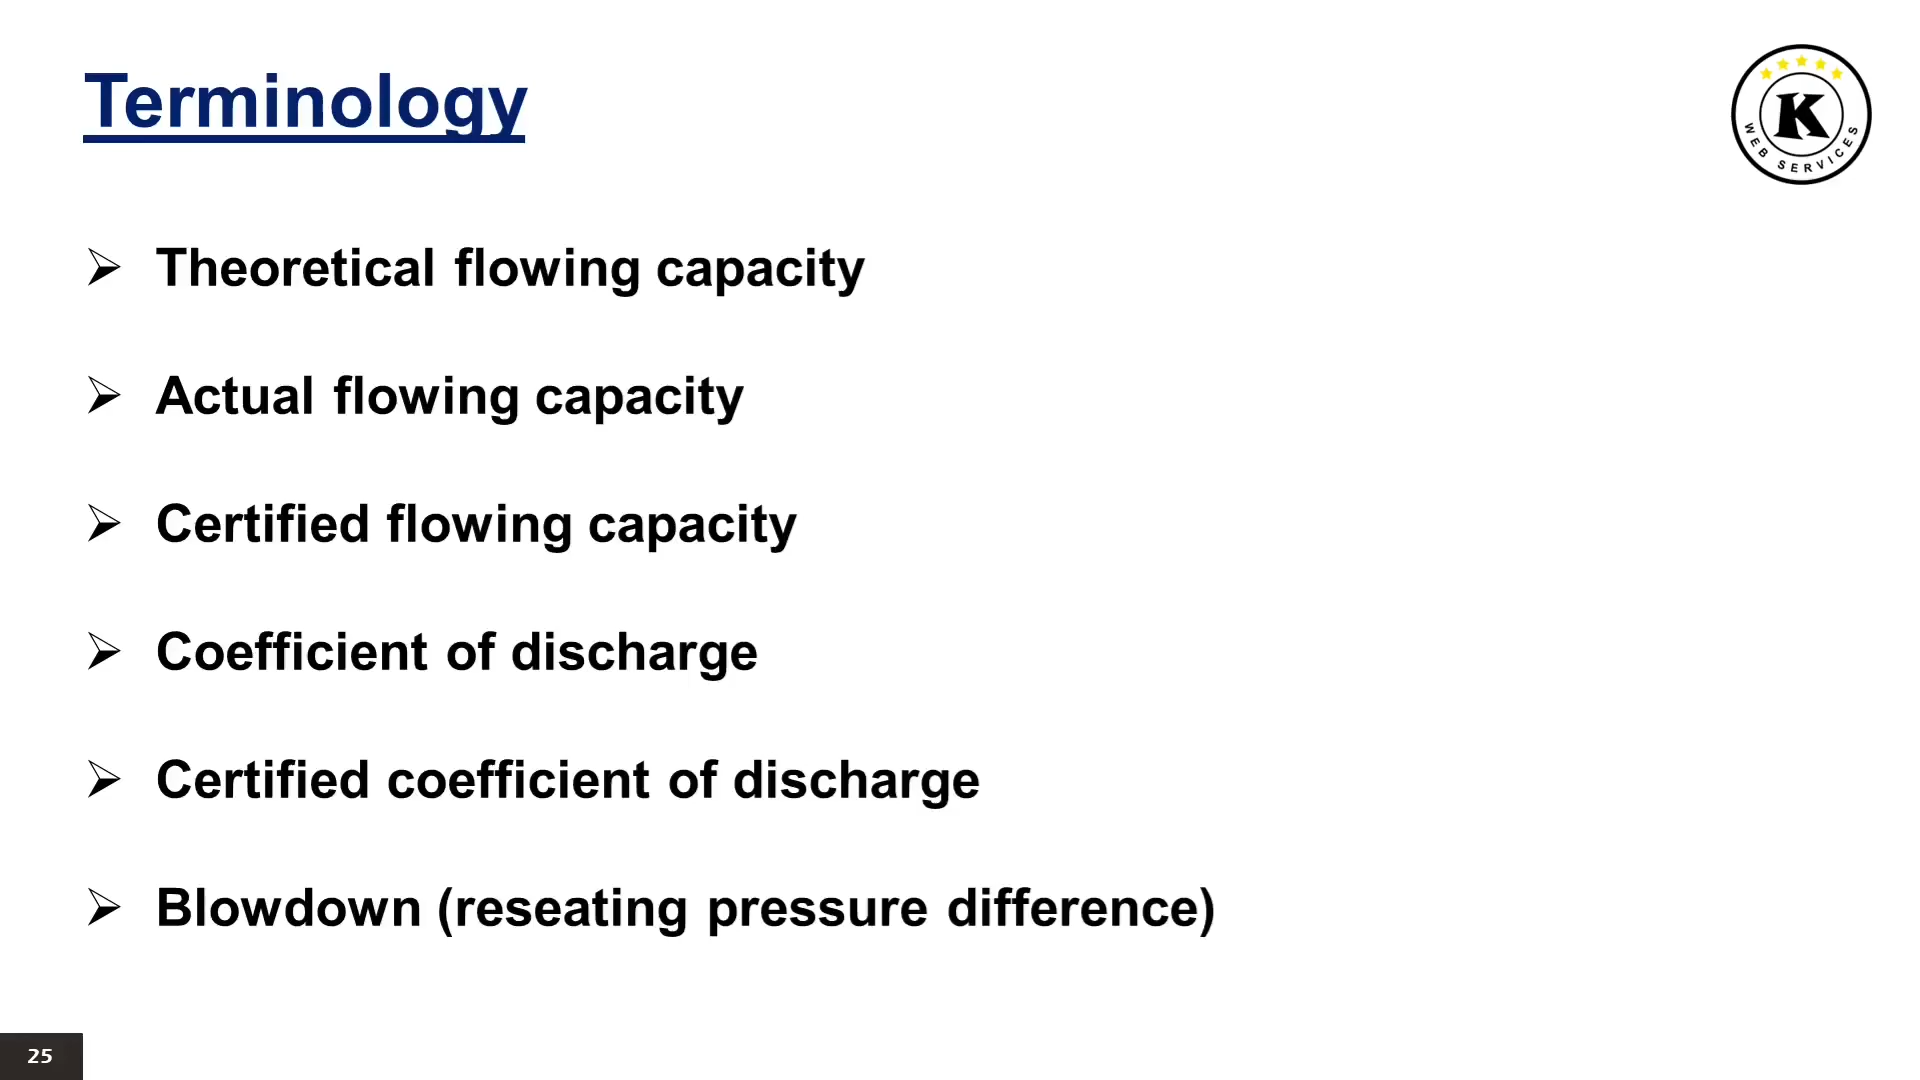 Terminology
K
WEB SERVICES
Theoretical flowing capacity
Actual flowing capacity
Certified flowing capacity
Coefficient of discharge
Certified coefficient of discharge
Blowdown (reseating pressure difference)
25